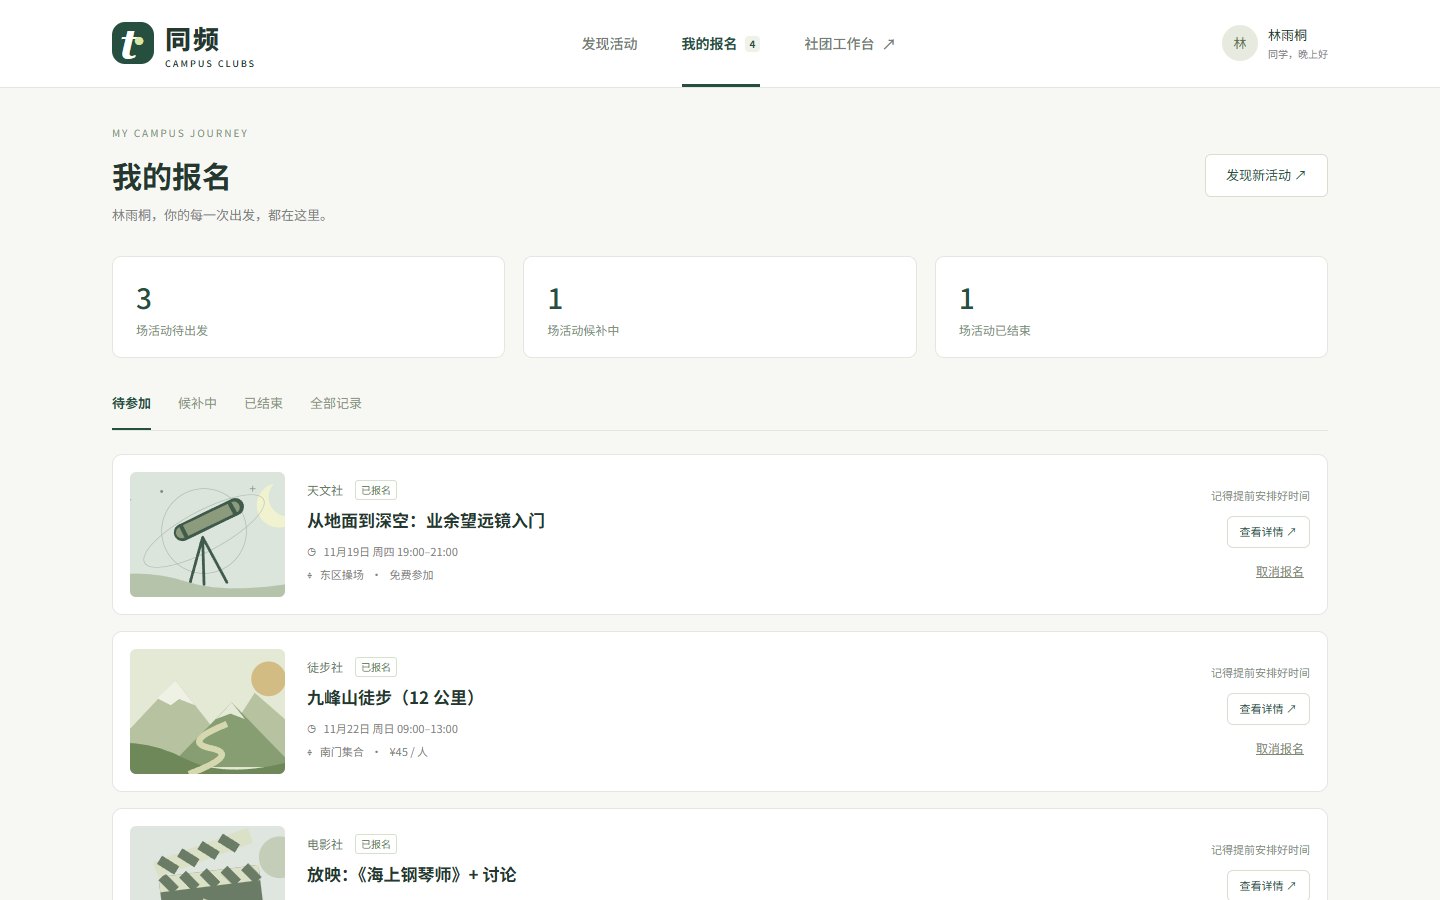 同频
CAMPUS CLUBS
发现活动
我的报名 4
社团工作台 ↗
林
林雨桐
同学，晚上好
MY CAMPUS JOURNEY
我的报名
林雨桐，你的每一次出发，都在这里。
发现新活动 ↗
3
场活动待出发
1
场活动候补中
1
场活动已结束
待参加 候补中 已结束 全部记录
天文社 已报名
从地面到深空：业余望远镜入门
11月19日 周四 19:00–21:00
东区操场 · 免费参加
记得提前安排好时间
查看详情 ↗
取消报名
徒步社 已报名
九峰山徒步（12 公里）
11月22日 周日 09:00–13:00
南门集合 · ¥45 / 人
记得提前安排好时间
查看详情 ↗
取消报名
电影社 已报名
放映：《海上钢琴师》+ 讨论
记得提前安排好时间
查看详情 ↗